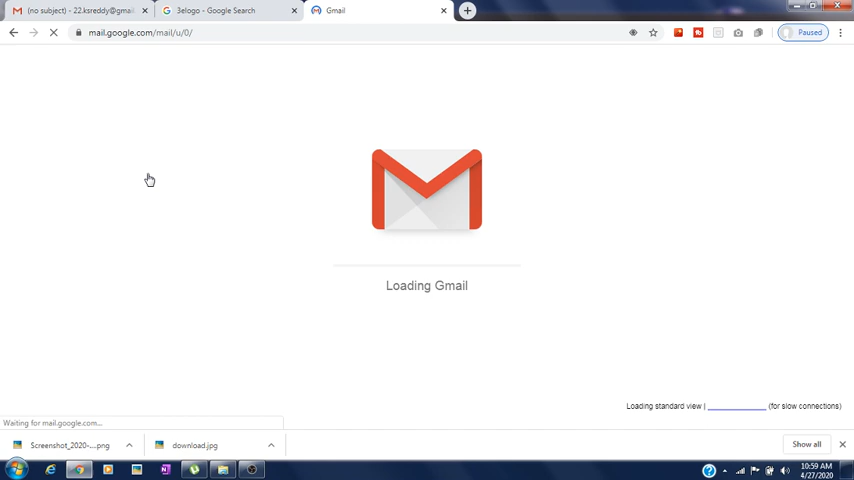 (no subject) - 22.ksreddy@gmai
3elogo - Google Search
Gmail
mail.google.com/mail/u/0/
Paused
Loading Gmail
Loading standard view |
(for slow connections)
Waiting for mail.google.com...
Screenshot_2020-....png
download.jpg
Show all
10:59 AM
4/27/2020